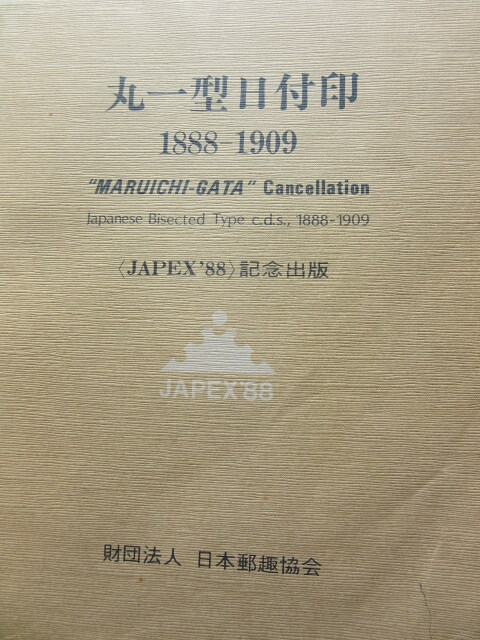 丸一型日付印
1888-1909
"MARUICHI-GATA" Cancellation
Japanese Bisected Type c.d.s., 1888-1909
〈JAPEX'88〉記念出版
JAPEX'88
財団法人 日本郵趣協会